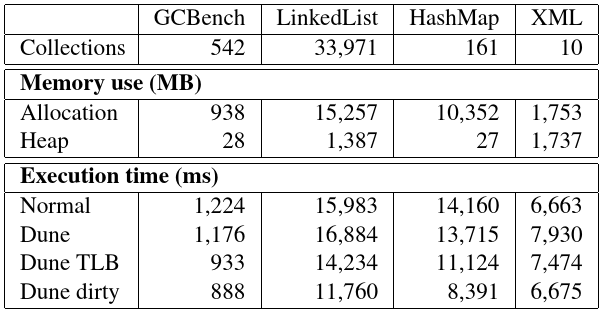 GCBench LinkedList HashMap XML
Collections 542 33,971 161 10
Memory use (MB)
Allocation 938 15,257 10,352 1,753
Heap 28 1,387 27 1,737
Execution time (ms)
Normal 1,224 15,983 14,160 6,663
Dune 1,176 16,884 13,715 7,930
Dune TLB 933 14,234 11,124 7,474
Dune dirty 888 11,760 8,391 6,675